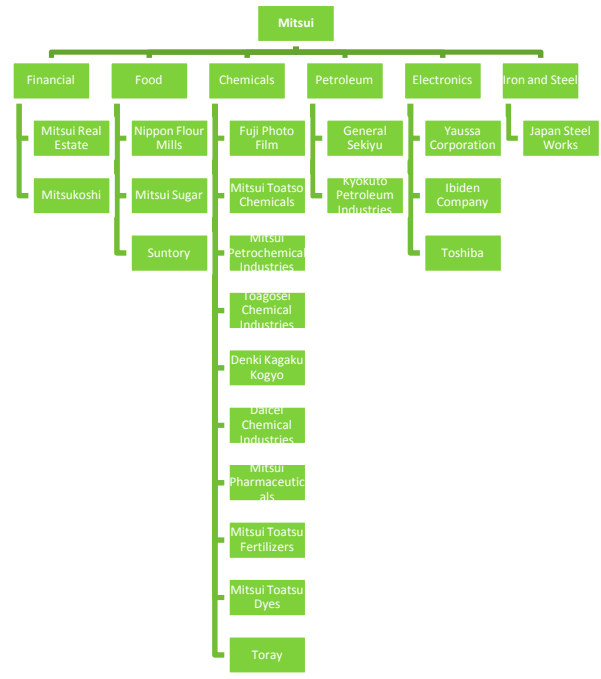 Mitsui
Financial
Food
Chemicals
Petroleum
Electronics
Iron and Steel
Mitsui Real
Estate
Mitsukoshi
Nippon Flour
Mills
Mitsui Sugar
Suntory
Fuji Photo
Film
Mitsui Toatso
Chemicals
Mitsui
Petrochemical
Industries
Toagosei
Chemical
Industries
Denki Kagaku
Kogyo
Daicel
Chemical
Industries
Mitsui
Pharmaceutic
als
Mitsui Toatsu
Fertilizers
Mitsui Toatsu
Dyes
Toray
General
Sekiyu
Kyokuto
Petroleum
Industries
Yaussa
Corporation
Ibiden
Company
Toshiba
Japan Steel
Works